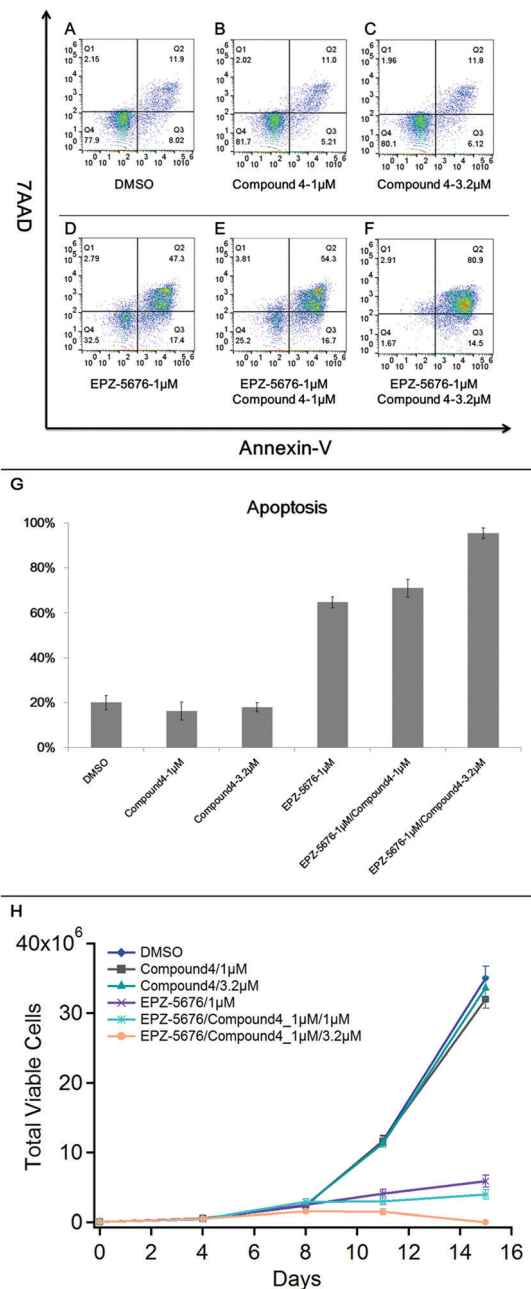 A
B
C
Q1
2.15
Q2
11.9
Q1
2.02
Q2
11.0
Q1
1.96
Q2
11.8
Q4
77.9
Q3
8.02
Q4
81.7
Q3
5.21
Q4
80.1
Q3
6.12
DMSO
Compound 4-1µM
Compound 4-3.2µM
7AAD
D
E
F
Q1
2.79
Q2
47.3
Q1
3.81
Q2
54.3
Q1
2.91
Q2
80.9
Q4
32.5
Q3
17.4
Q4
25.2
Q3
16.7
Q4
1.67
Q3
14.5
EPZ-5676-1µM
EPZ-5676-1µM
Compound 4-1µM
EPZ-5676-1µM
Compound 4-3.2µM
Annexin-V
G
Apoptosis
100%
80%
60%
40%
20%
0%
DMSO
Compound4-1µM
Compound4-3.2µM
EPZ-5676-1µM
EPZ-5676-1µM/Compound4-1µM
EPZ-5676-1µM/Compound4-3.2µM
H
40x10⁶
30
20
10
0
Total Viable Cells
DMSO
Compound4/1µM
Compound4/3.2µM
EPZ-5676/1µM
EPZ-5676/Compound4_1µM/1µM
EPZ-5676/Compound4_1µM/3.2µM
0 2 4 6 8 10 12 14 16
Days